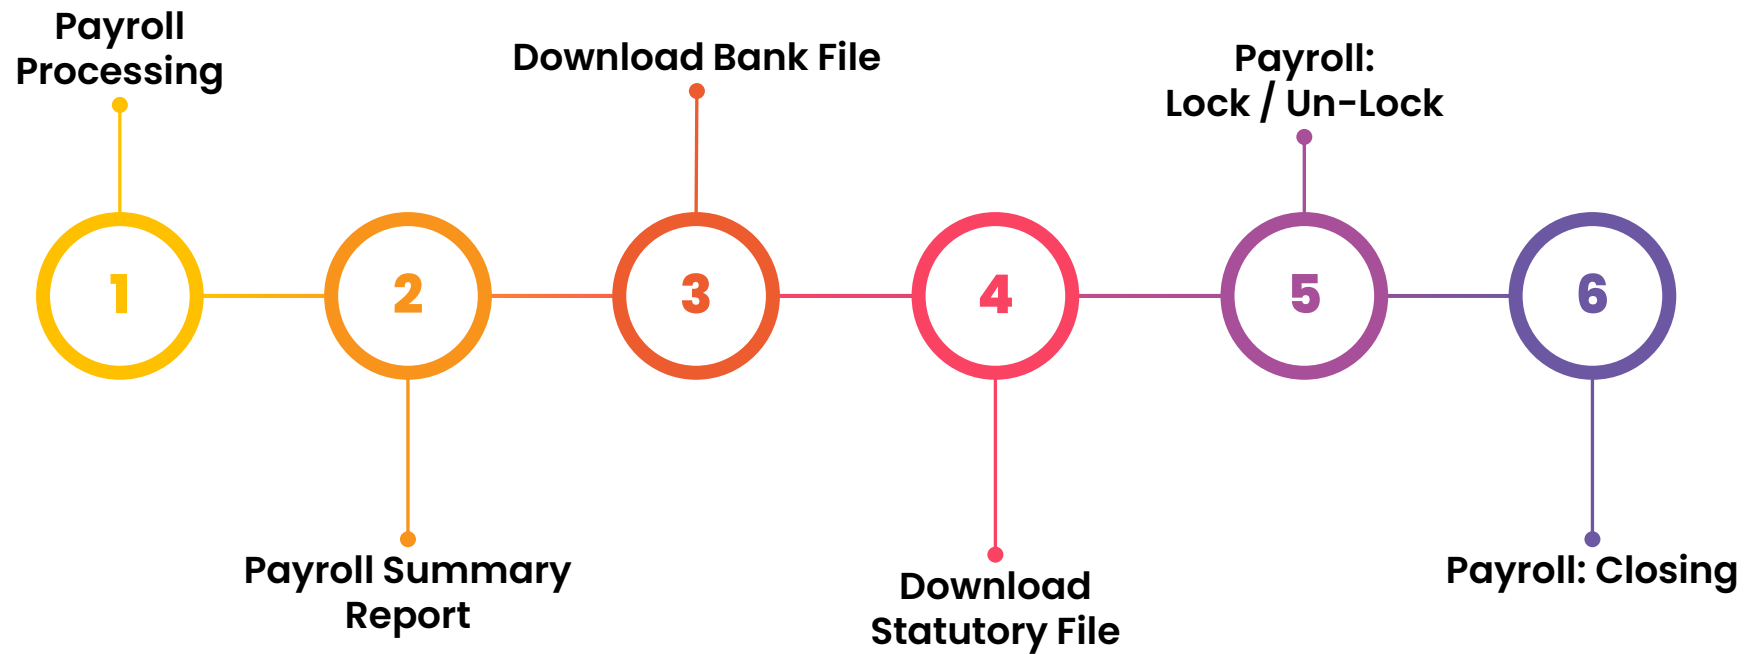 Payroll
Processing
1
2
Payroll Summary
Report
Download Bank File
3
4
Download
Statutory File
Payroll:
Lock / Un-Lock
5
6
Payroll: Closing